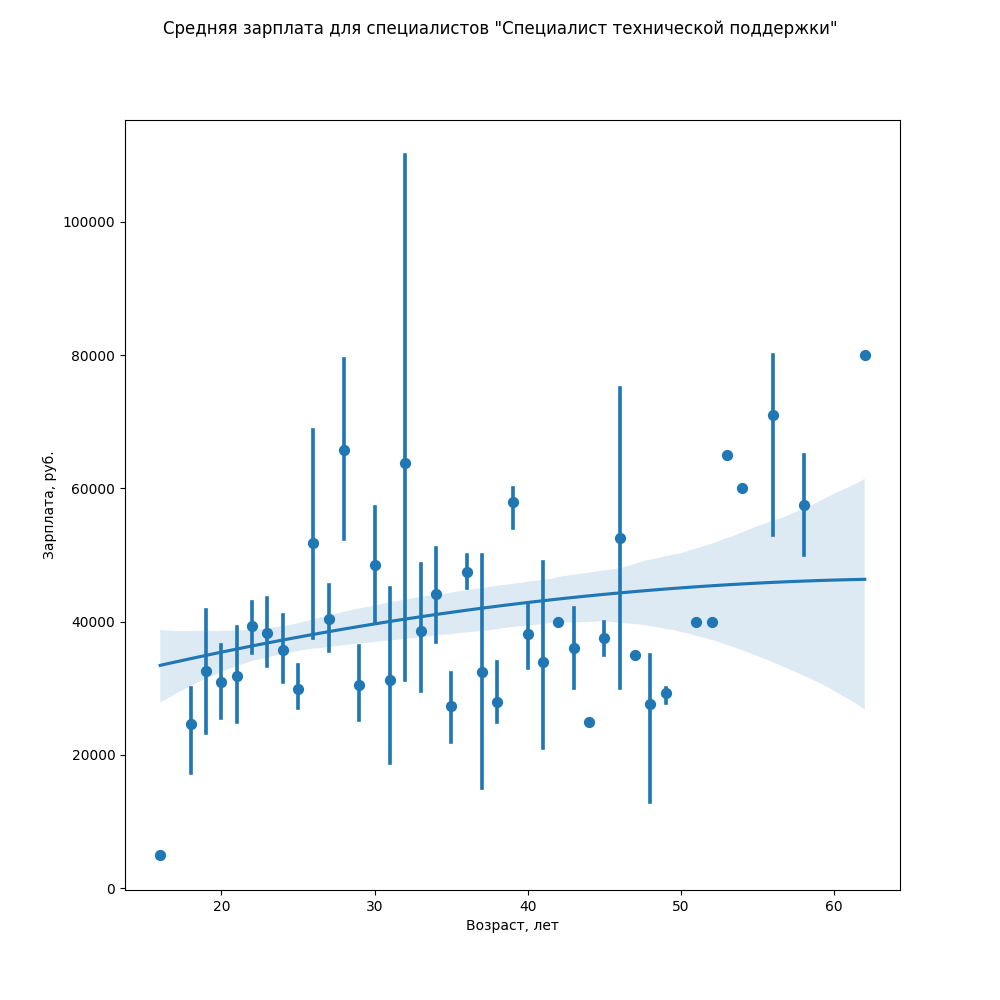 Средняя зарплата для специалистов "Специалист технической поддержки"
100000
80000
60000
40000
20000
0
Зарплата, руб.
20 30 40 50 60
Возраст, лет